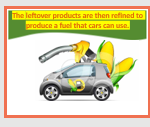 The leftover products are then refined to
produce a fuel that cars can use.